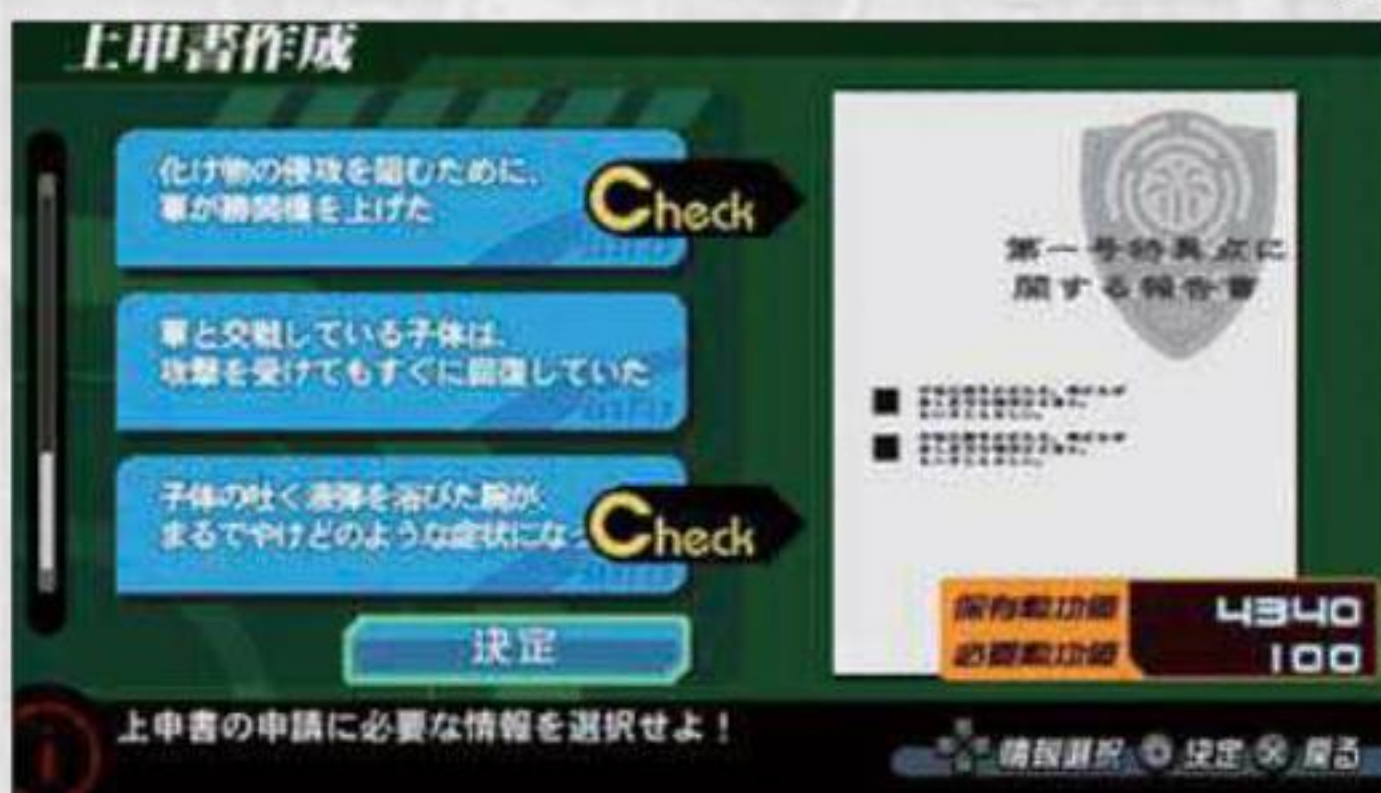 上申書作成
化け物の侵攻を阻むために、
軍が勝鬨橋を上げた
Check
軍と交戦している子体は、
攻撃を受けてもすぐに回復していた
子体の吐く液弾を浴びた腕が、
まるでやけどのような症状にな
Check
決定
第一号特異点に
関する報告書
保有勲功値 4340
必要勲功値 100
上申書の申請に必要な情報を選択せよ！
情報選択 決定 戻る